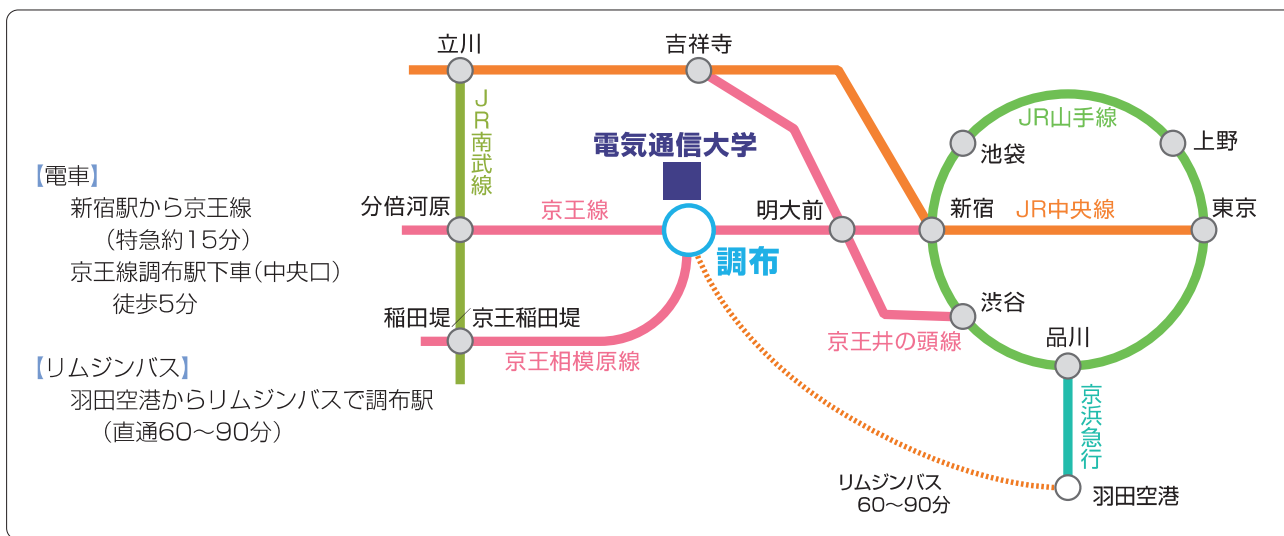 【電車】
新宿駅から京王線
（特急約15分）
京王線調布駅下車（中央口）
徒歩5分
【リムジンバス】
羽田空港からリムジンバスで調布駅
（直通60〜90分）
立川
吉祥寺
JR南武線
電気通信大学
JR山手線
池袋
上野
分倍河原
京王線
明大前
新宿
JR中央線
東京
調布
稲田堤／京王稲田堤
京王相模原線
京王井の頭線
渋谷
品川
京浜急行
リムジンバス
60〜90分
羽田空港